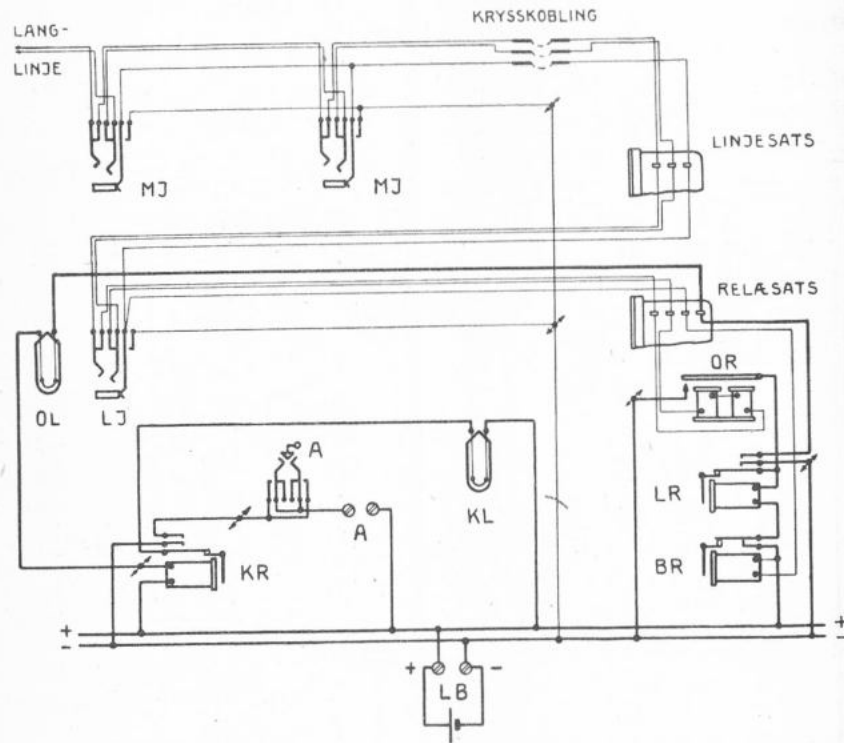 KRYSSKOBLING
LANG-
LINJE
LINJESATS
MJ
MJ
RELÆSATS
OR
OL
LJ
A
KL
LR
A
KR
BR
+
+
-
-
+
-
LB